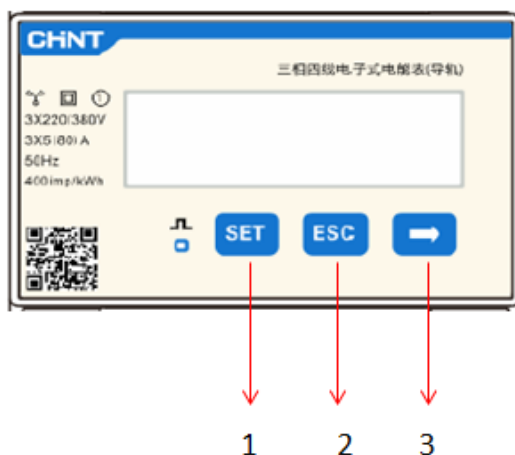 CHNT
三相四线电子式电能表(导轨)
3X220/380V
3X5(80)A
50Hz
400imp/kWh
SET
ESC
1 2 3